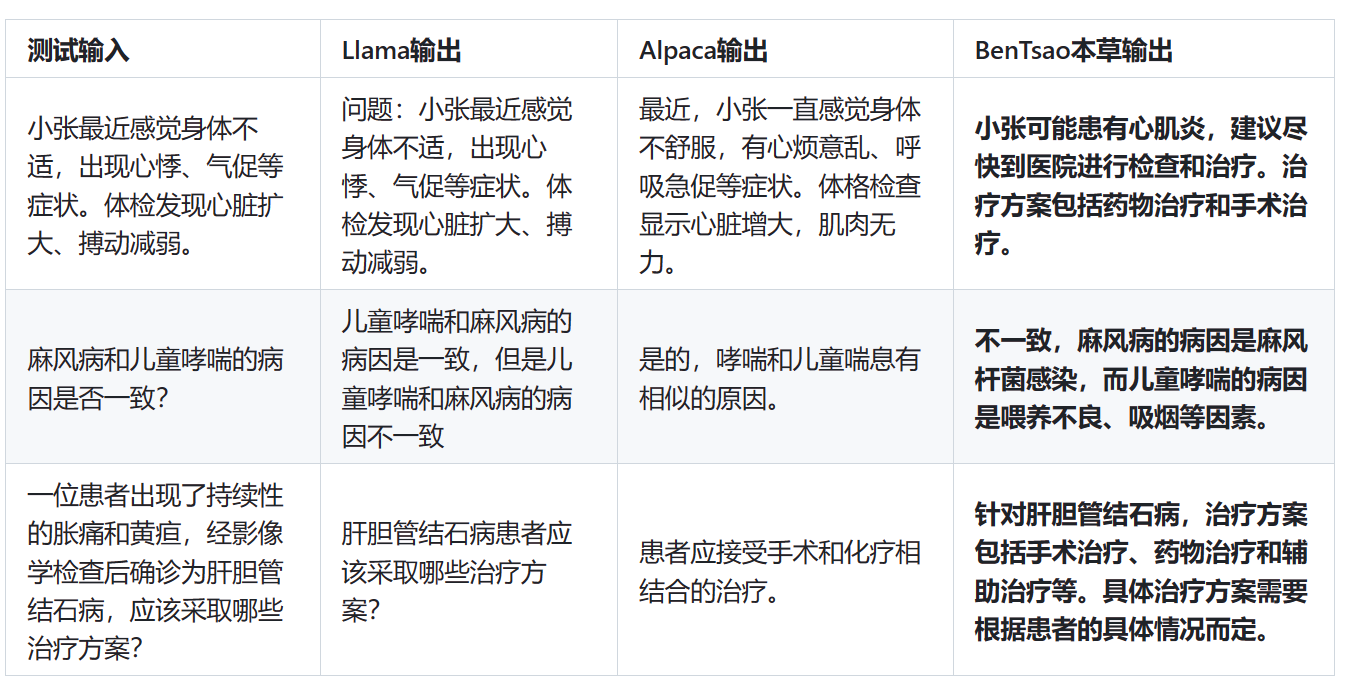 测试输入
Llama输出
Alpaca输出
BenTsao本草输出
小张最近感觉身体不
适，出现心悸、气促等
症状。体检发现心脏扩
大、搏动减弱。
问题：小张最近感觉
身体不适，出现心
悸、气促等症状。体
检发现心脏扩大、搏
动减弱。
最近，小张一直感觉身体
不舒服，有心烦意乱、呼
吸急促等症状。体格检查
显示心脏增大，肌肉无
力。
小张可能患有心肌炎，建议尽
快到医院进行检查和治疗。治
疗方案包括药物治疗和手术治
疗。
麻风病和儿童哮喘的病
因是否一致？
儿童哮喘和麻风病的
病因是一致，但是儿
童哮喘和麻风病的病
因不一致
是的，哮喘和儿童喘息有
相似的原因。
不一致，麻风病的病因是麻风
杆菌感染，而儿童哮喘的病因
是喂养不良、吸烟等因素。
一位患者出现了持续性
的胀痛和黄疸，经影像
学检查后确诊为肝胆管
结石病，应该采取哪些
治疗方案？
肝胆管结石病患者应
该采取哪些治疗方
案？
患者应接受手术和化疗相
结合的治疗。
针对肝胆管结石病，治疗方案
包括手术治疗、药物治疗和辅
助治疗等。具体治疗方案需要
根据患者的具体情况而定。